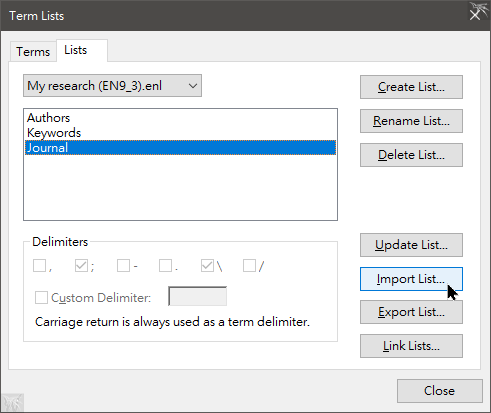 Term Lists
Terms
Lists
My research (EN9_3).enl
Authors
Keywords
Journal
Create List...
Rename List...
Delete List...
Delimiters
, ; - . \ /
Custom Delimiter:
Carriage return is always used as a term delimiter.
Update List...
Import List...
Export List...
Link Lists...
Close